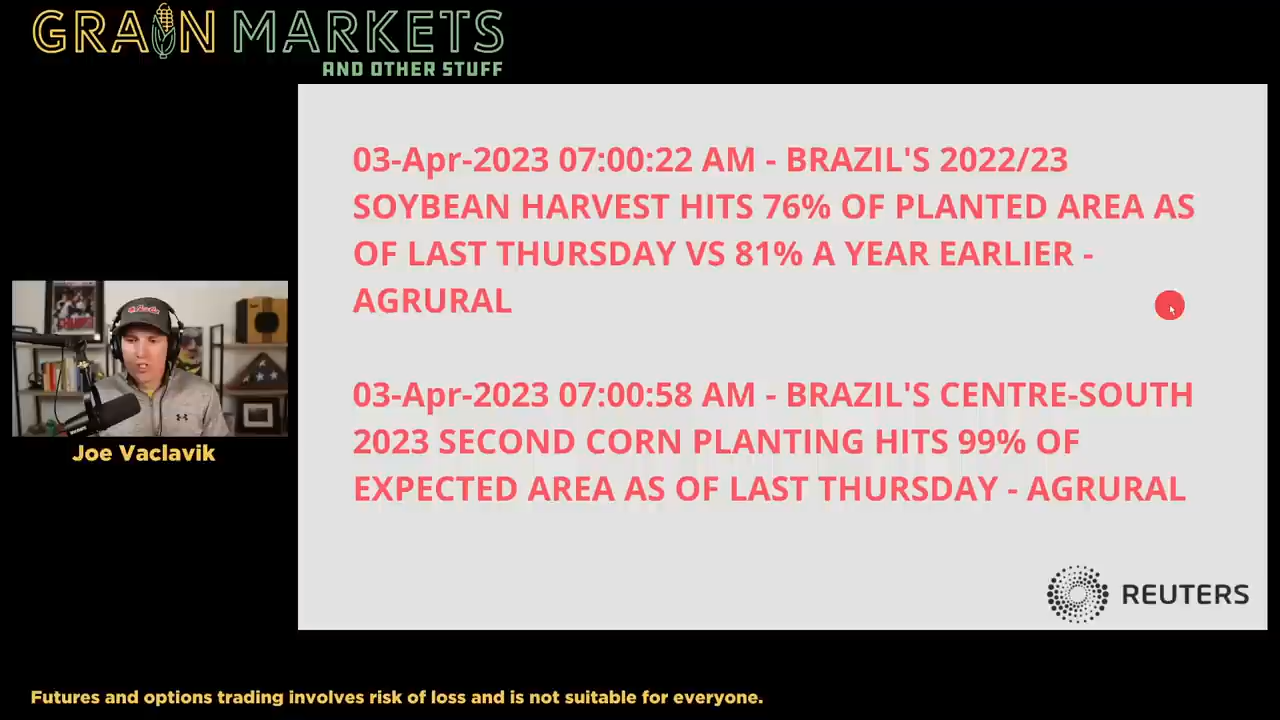 GRAIN MARKETS
AND OTHER STUFF
03-Apr-2023 07:00:22 AM - BRAZIL'S 2022/23
SOYBEAN HARVEST HITS 76% OF PLANTED AREA AS
OF LAST THURSDAY VS 81% A YEAR EARLIER -
AGRURAL
03-Apr-2023 07:00:58 AM - BRAZIL'S CENTRE-SOUTH
2023 SECOND CORN PLANTING HITS 99% OF
EXPECTED AREA AS OF LAST THURSDAY - AGRURAL
REUTERS
Joe Vaclavik
Futures and options trading involves risk of loss and is not suitable for everyone.